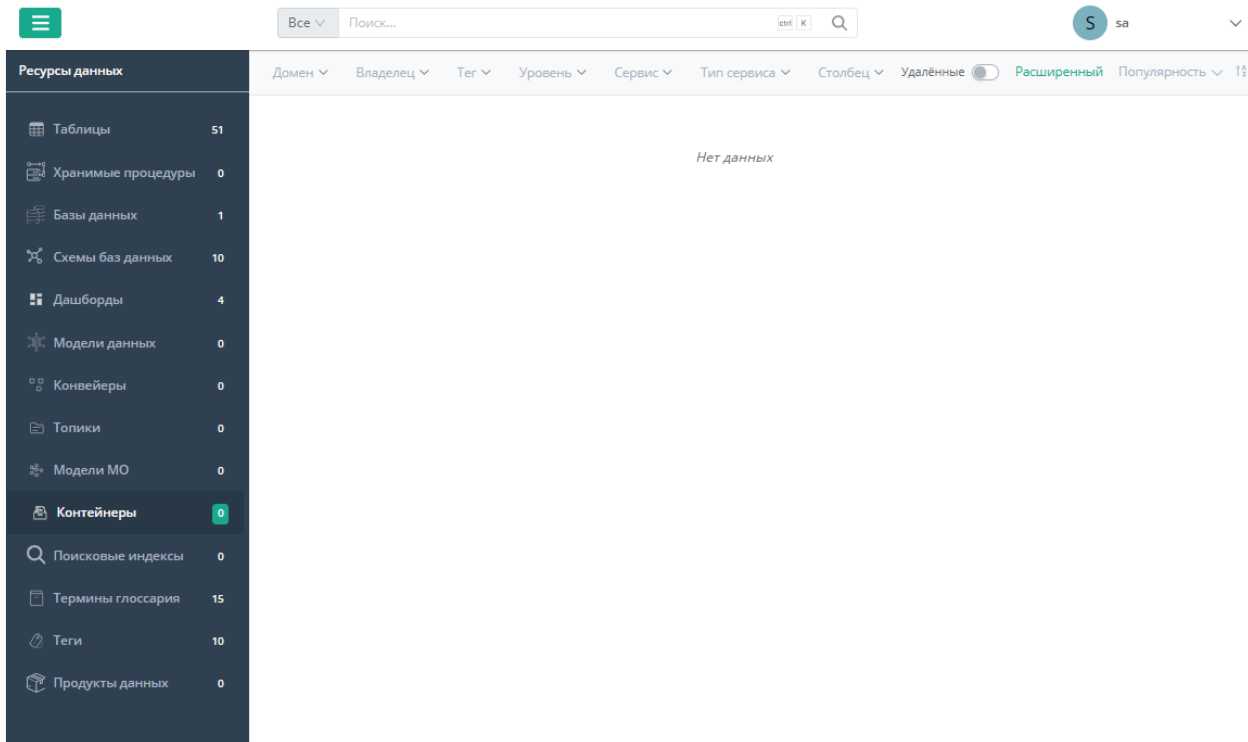 Все Поиск... ctrl K S sa
Ресурсы данных
Домен Владелец Тег Уровень Сервис Тип сервиса Столбец Удалённые Расширенный Популярность
Таблицы 51
Нет данных
Хранимые процедуры 0
Базы данных 1
Схемы баз данных 10
Дашборды 4
Модели данных 0
Конвейеры 0
Топики 0
Модели МО 0
Контейнеры 0
Поисковые индексы 0
Термины глоссария 15
Теги 10
Продукты данных 0